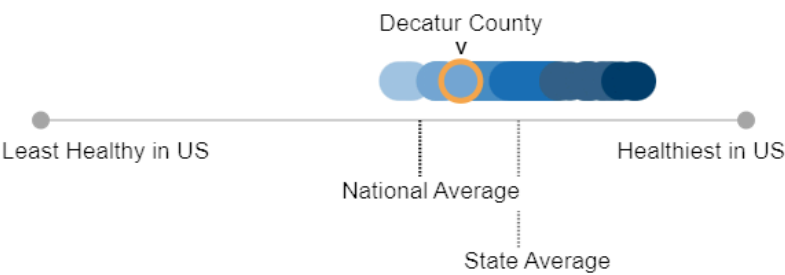 Decatur County
v
Least Healthy in US
Healthiest in US
National Average
State Average